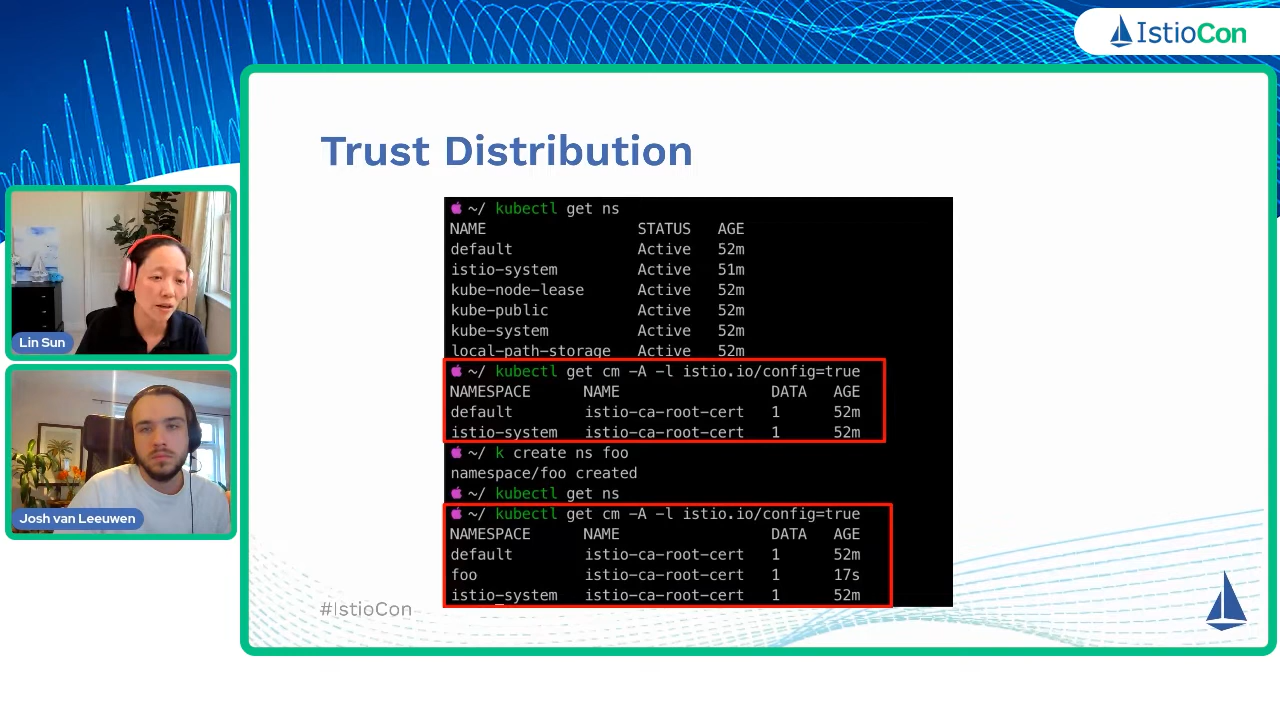 IstioCon
Trust Distribution
~/ kubectl get ns
NAME STATUS AGE
default Active 52m
istio-system Active 51m
kube-node-lease Active 52m
kube-public Active 52m
kube-system Active 52m
local-path-storage Active 52m
~/ kubectl get cm -A -l istio.io/config=true
NAMESPACE NAME DATA AGE
default istio-ca-root-cert 1 52m
istio-system istio-ca-root-cert 1 52m
~/ k create ns foo
namespace/foo created
~/ kubectl get ns
~/ kubectl get cm -A -l istio.io/config=true
NAMESPACE NAME DATA AGE
default istio-ca-root-cert 1 52m
foo istio-ca-root-cert 1 17s
istio-system istio-ca-root-cert 1 52m
#IstioCon
Lin Sun
Josh van Leeuwen